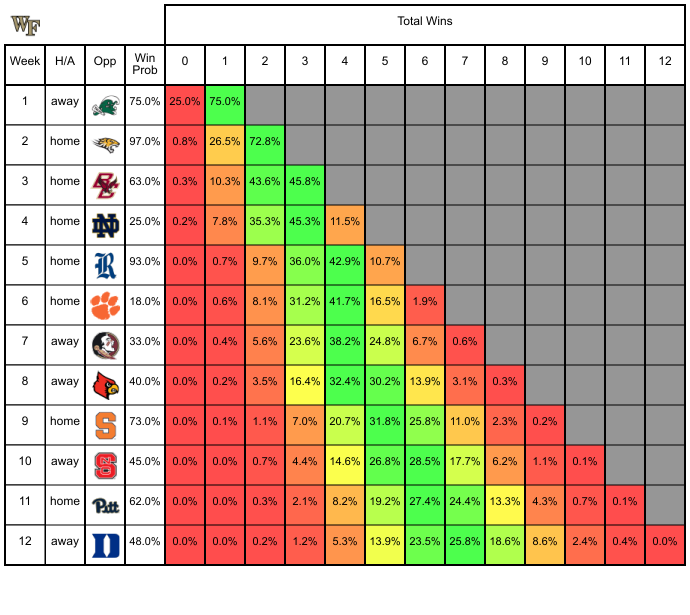 WF
Total Wins
Week H/A Opp Win Prob 0 1 2 3 4 5 6 7 8 9 10 11 12
1 away 75.0% 25.0% 75.0%
2 home 97.0% 0.8% 26.5% 72.8%
3 home BC 63.0% 0.3% 10.3% 43.6% 45.8%
4 home ND 25.0% 0.2% 7.8% 35.3% 45.3% 11.5%
5 home R 93.0% 0.0% 0.7% 9.7% 36.0% 42.9% 10.7%
6 home 18.0% 0.0% 0.6% 8.1% 31.2% 41.7% 16.5% 1.9%
7 away 33.0% 0.0% 0.4% 5.6% 23.6% 38.2% 24.8% 6.7% 0.6%
8 away 40.0% 0.0% 0.2% 3.5% 16.4% 32.4% 30.2% 13.9% 3.1% 0.3%
9 home S 73.0% 0.0% 0.1% 1.1% 7.0% 20.7% 31.8% 25.8% 11.0% 2.3% 0.2%
10 away NCS 45.0% 0.0% 0.0% 0.7% 4.4% 14.6% 26.8% 28.5% 17.7% 6.2% 1.1% 0.1%
11 home Pitt 62.0% 0.0% 0.0% 0.3% 2.1% 8.2% 19.2% 27.4% 24.4% 13.3% 4.3% 0.7% 0.1%
12 away D 48.0% 0.0% 0.0% 0.2% 1.2% 5.3% 13.9% 23.5% 25.8% 18.6% 8.6% 2.4% 0.4% 0.0%